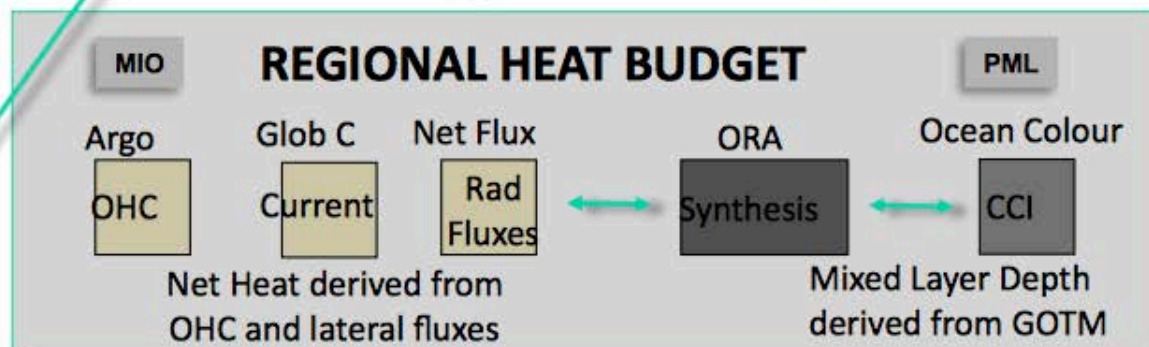 MIO
REGIONAL HEAT BUDGET
PML
Argo
Glob C
Net Flux
ORA
Ocean Colour
OHC
Current
Rad
Fluxes
Synthesis
CCI
Net Heat derived from
OHC and lateral fluxes
Mixed Layer Depth
derived from GOTM